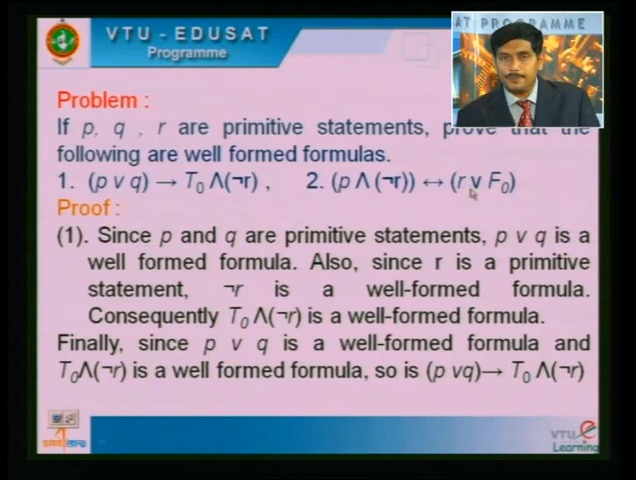 VTU - EDUSAT
Programme
AT PROGRAMME
Problem :
If p, q , r are primitive statements, prove that the
following are well formed formulas.
1. (p v q) → T₀ Λ(¬r) , 2. (p Λ (¬r)) ↔ (r v F₀)
Proof :
(1). Since p and q are primitive statements, p v q is a
well formed formula. Also, since r is a primitive
statement, ¬r is a well-formed formula.
Consequently T₀ Λ(¬r) is a well-formed formula.
Finally, since p v q is a well-formed formula and
T₀Λ(¬r) is a well formed formula, so is (p vq)→ T₀ Λ(¬r)
VTU e
Learning